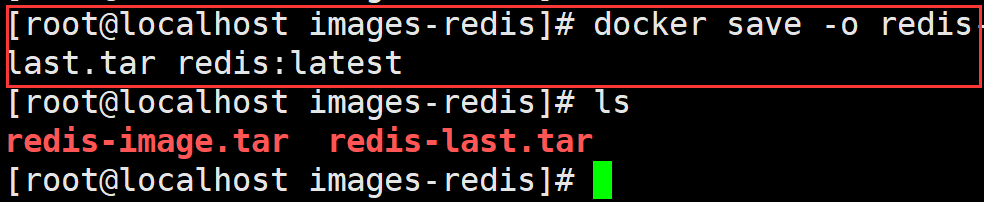 [root@localhost images-redis]# docker save -o redis-
last.tar redis:latest
[root@localhost images-redis]# ls
redis-image.tar  redis-last.tar
[root@localhost images-redis]#